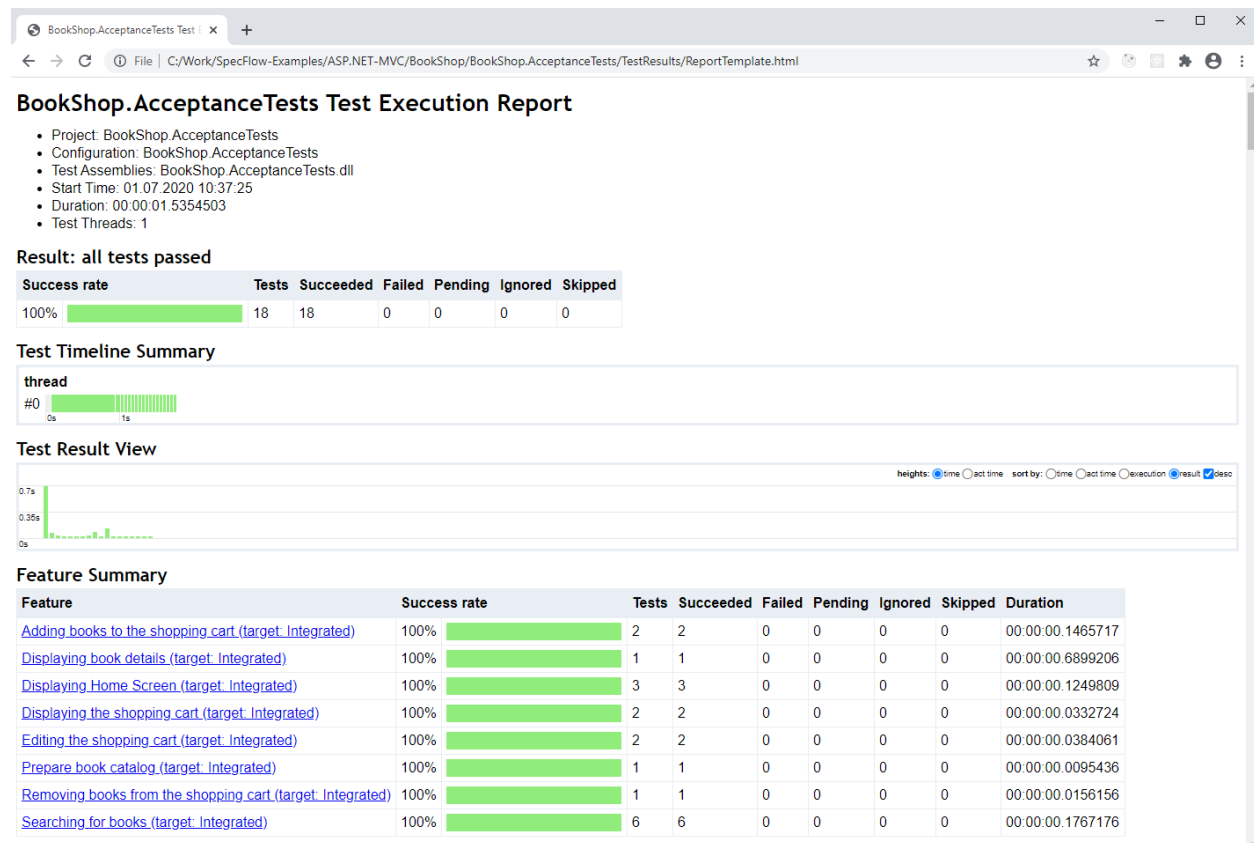 BookShop.AcceptanceTests Test E
File | C:/Work/SpecFlow-Examples/ASP.NET-MVC/BookShop/BookShop.AcceptanceTests/TestResults/ReportTemplate.html
BookShop.AcceptanceTests Test Execution Report
• Project: BookShop.AcceptanceTests
• Configuration: BookShop.AcceptanceTests
• Test Assemblies: BookShop.AcceptanceTests.dll
• Start Time: 01.07.2020 10:37:25
• Duration: 00:00:01.5354503
• Test Threads: 1
Result: all tests passed
Success rate Tests Succeeded Failed Pending Ignored Skipped
100% 18 18 0 0 0 0
Test Timeline Summary
thread
#0
0s 1s
Test Result View
heights: time act time sort by: time act time execution result desc
0.7s
0.35s
0s
Feature Summary
Feature Success rate Tests Succeeded Failed Pending Ignored Skipped Duration
Adding books to the shopping cart (target: Integrated) 100% 2 2 0 0 0 0 00:00:00.1465717
Displaying book details (target: Integrated) 100% 1 1 0 0 0 0 00:00:00.6899206
Displaying Home Screen (target: Integrated) 100% 3 3 0 0 0 0 00:00:00.1249809
Displaying the shopping cart (target: Integrated) 100% 2 2 0 0 0 0 00:00:00.0332724
Editing the shopping cart (target: Integrated) 100% 2 2 0 0 0 0 00:00:00.0384061
Prepare book catalog (target: Integrated) 100% 1 1 0 0 0 0 00:00:00.0095436
Removing books from the shopping cart (target: Integrated) 100% 1 1 0 0 0 0 00:00:00.0156156
Searching for books (target: Integrated) 100% 6 6 0 0 0 0 00:00:00.1767176